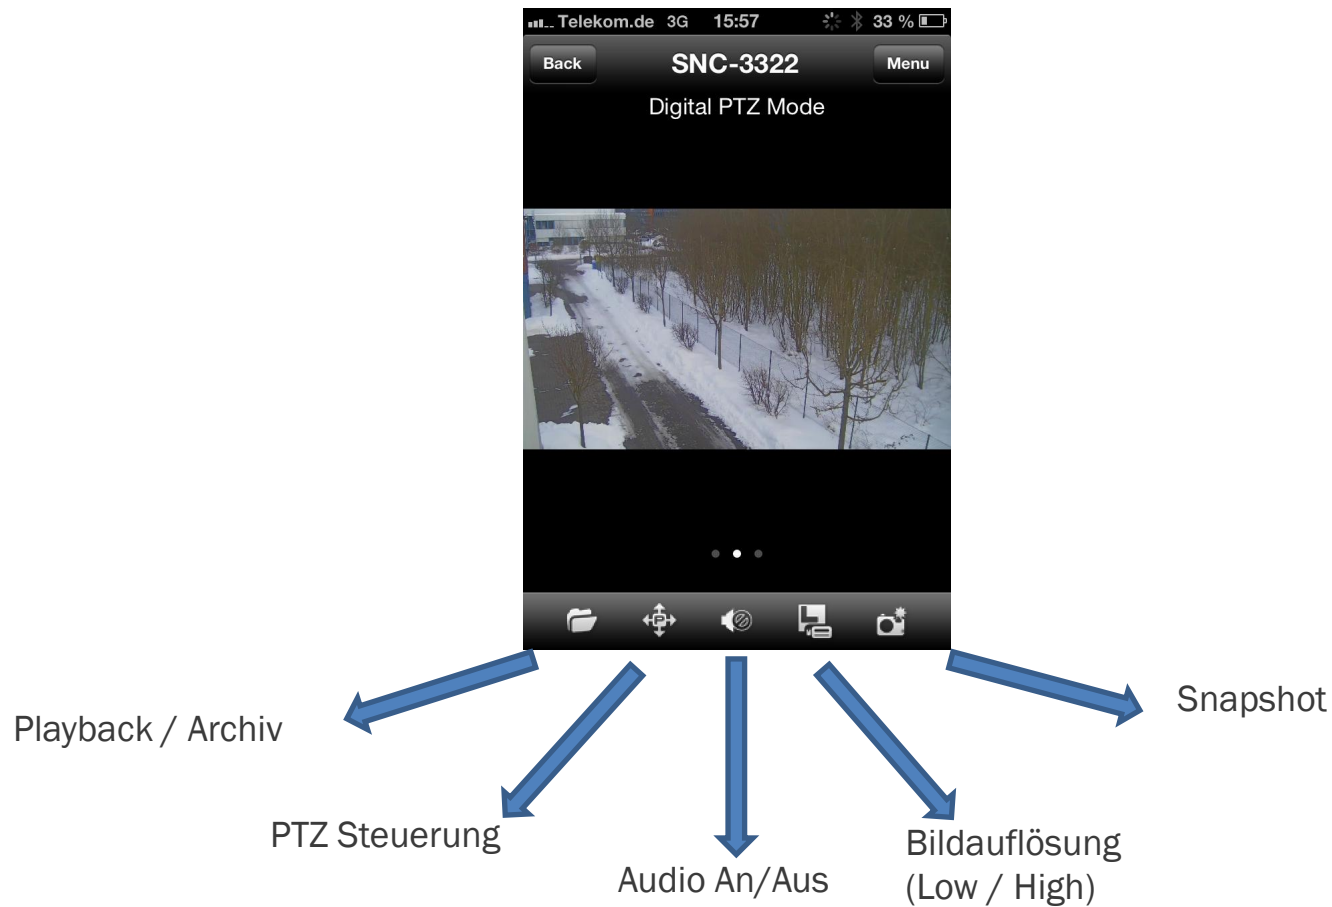 Telekom.de 3G 15:57 33 %
Back SNC-3322 Menu
Digital PTZ Mode
Snapshot
Playback / Archiv
PTZ Steuerung
Audio An/Aus
Bildauflösung
(Low / High)